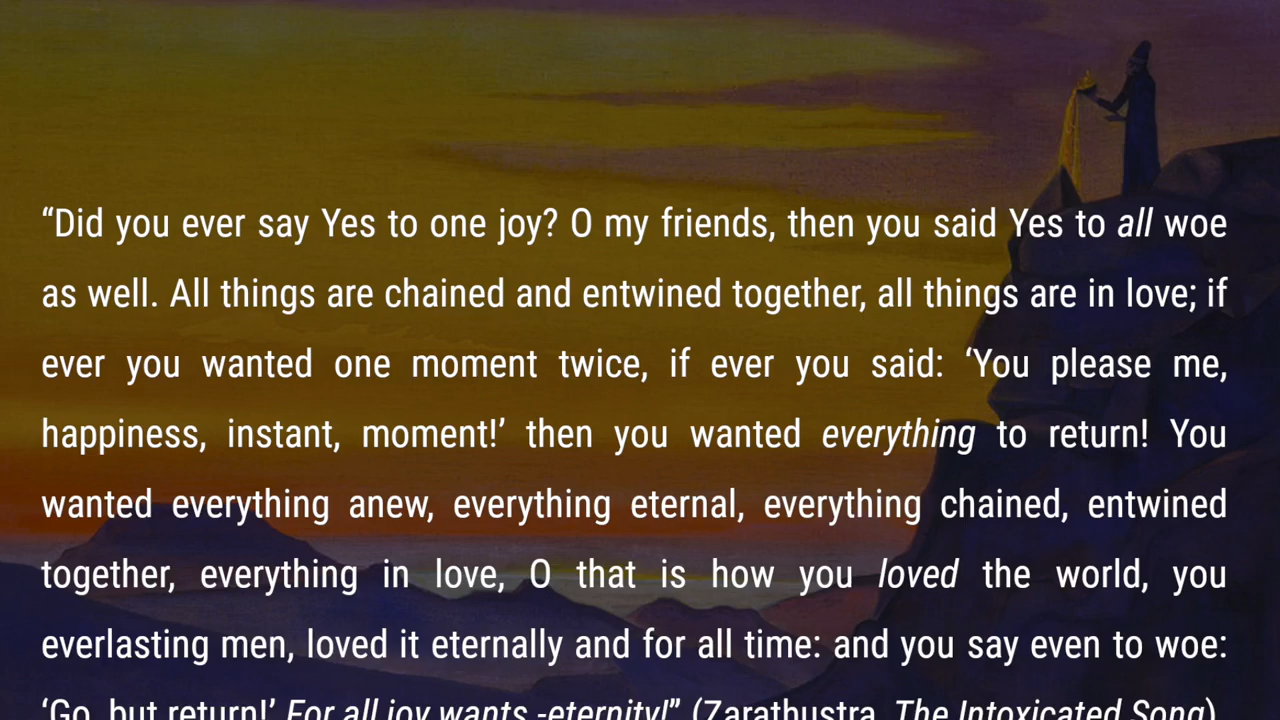 “Did you ever say Yes to one joy? O my friends, then you said Yes to all woe
as well. All things are chained and entwined together, all things are in love; if
ever you wanted one moment twice, if ever you said: ‘You please me,
happiness, instant, moment!’ then you wanted everything to return! You
wanted everything anew, everything eternal, everything chained, entwined
together, everything in love, O that is how you loved the world, you
everlasting men, loved it eternally and for all time: and you say even to woe:
‘Go, but return!’ For all joy wants -eternity!” (Zarathustra, The Intoxicated Song)